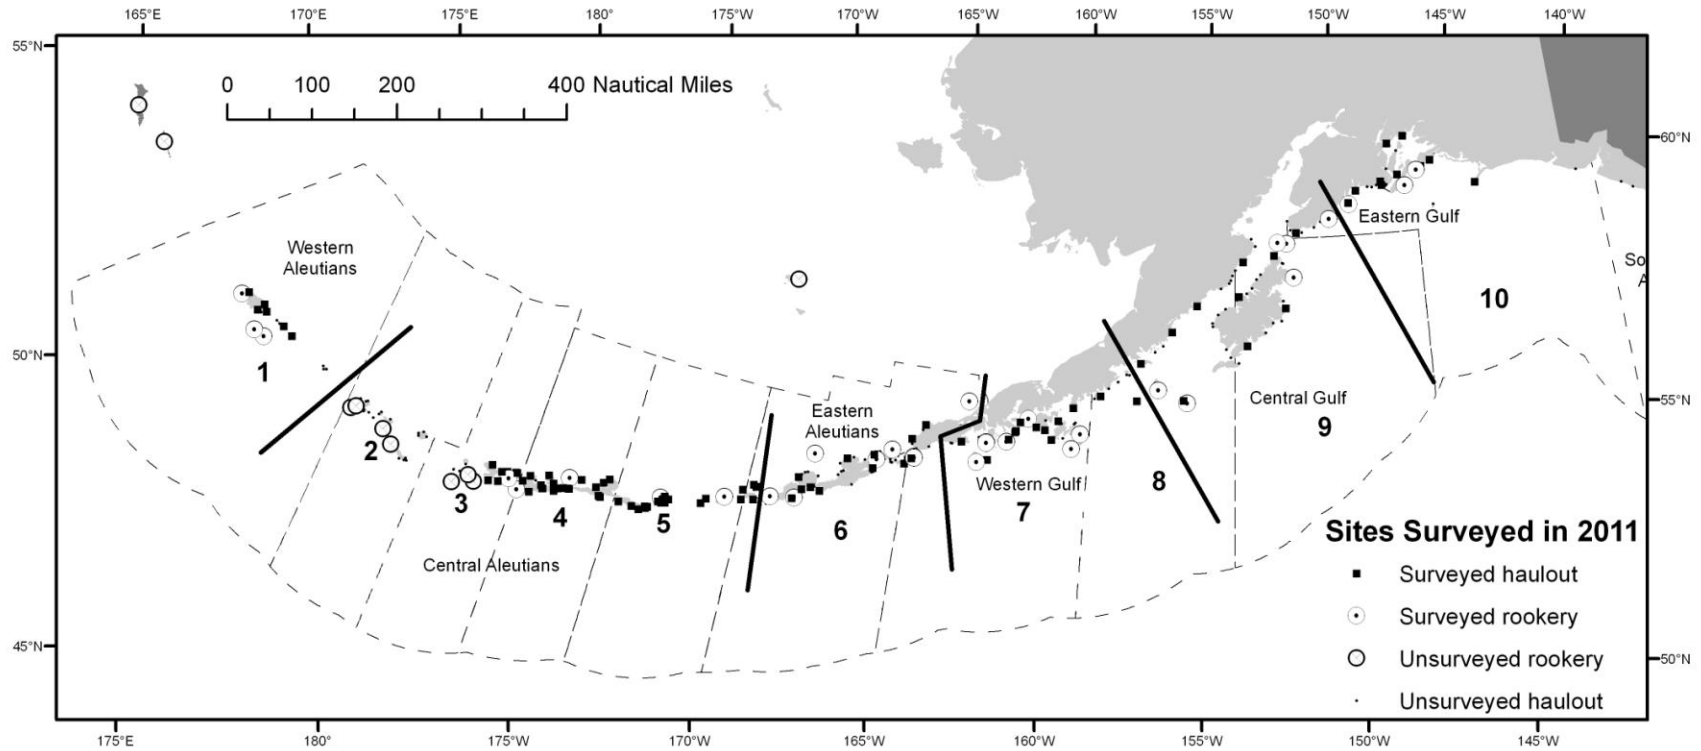 165°E 170°E 175°E 180° 175°W 170°W 165°W 160°W 155°W 150°W 145°W 140°W
55°N
0 100 200 400 Nautical Miles
60°N
Eastern Gulf
Western
Aleutians
So
A
10
50°N
1
Eastern
Aleutians
Central Gulf
55°N
9
2
Western Gulf
8
3
4
5
6
7
Central Aleutians
Sites Surveyed in 2011
Surveyed haulout
Surveyed rookery
45°N
Unsurveyed rookery
50°N
Unsurveyed haulout
175°E 180° 175°W 170°W 165°W 160°W 155°W 150°W 145°W